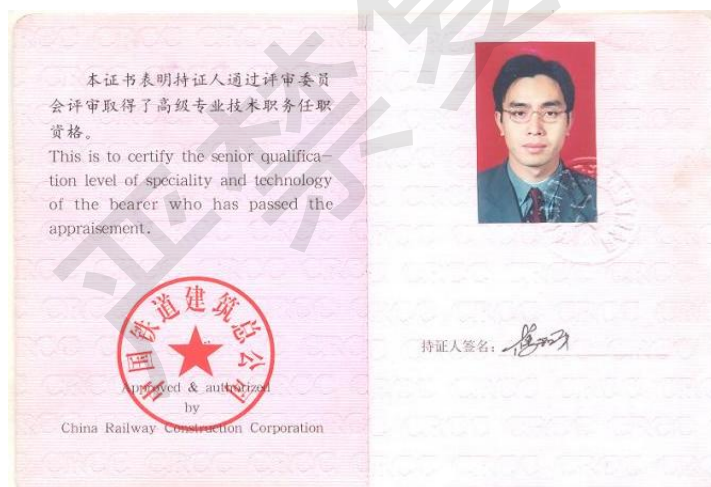 本证书表明持证人通过评审委员
会评审取得了高级专业技术职务任职
资格。
This is to certify the senior qualifica-
tion level of speciality and technology
of the bearer who has passed the
appraisement.
中国铁道建筑总公司
Approved & authorized
by
China Railway Construction Corporation
持证人签名：